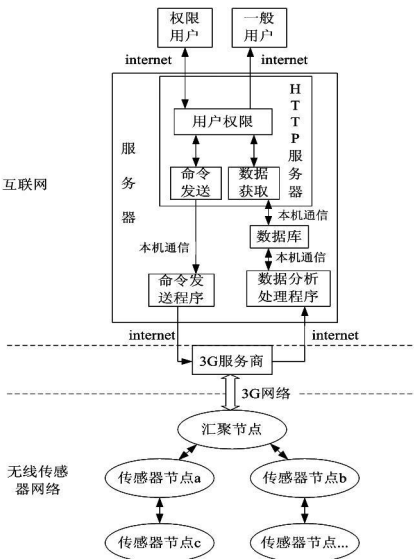 权限
用户
一般
用户
internet
internet
H
T
T
P
服
务
器
用户权限
服
务
器
命令
发送
数据
获取
互联网
本机通信
数据库
本机通信
本机通信
命令发
送程序
数据分析
处理程序
internet
internet
3G服务商
3G网络
汇聚节点
无线传感
器网络
传感器节点a
传感器节点b
传感器节点c
传感器节点...